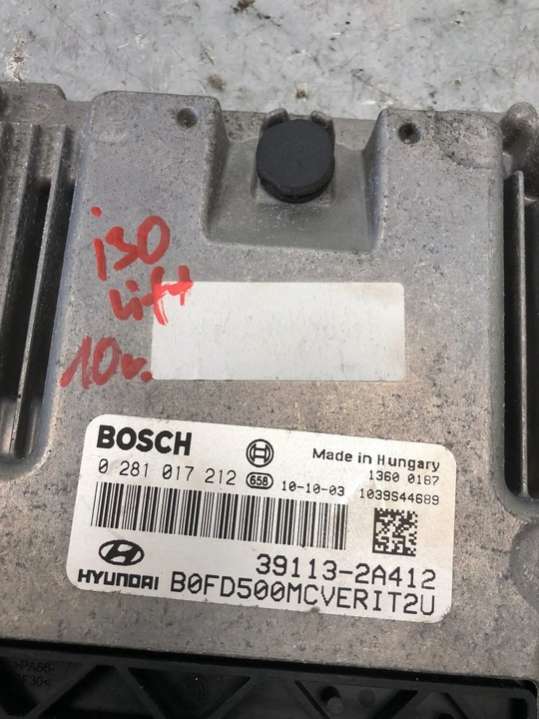 i30
Lift
10r.
BOSCH
Made in Hungary
0 281 017 212 658 10-10-03
1360 0187
1039S44689
39113-2A412
HYUNDAI B0FD500MCVERIT2U